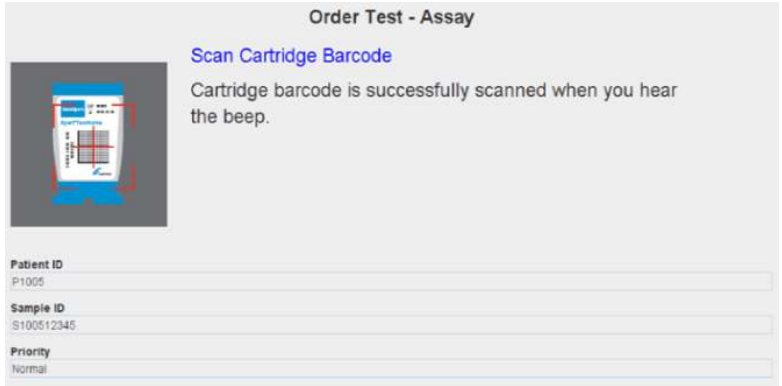 Order Test - Assay
Scan Cartridge Barcode
Cartridge barcode is successfully scanned when you hear
the beep.
Patient ID
P1005
Sample ID
S100512345
Priority
Normal